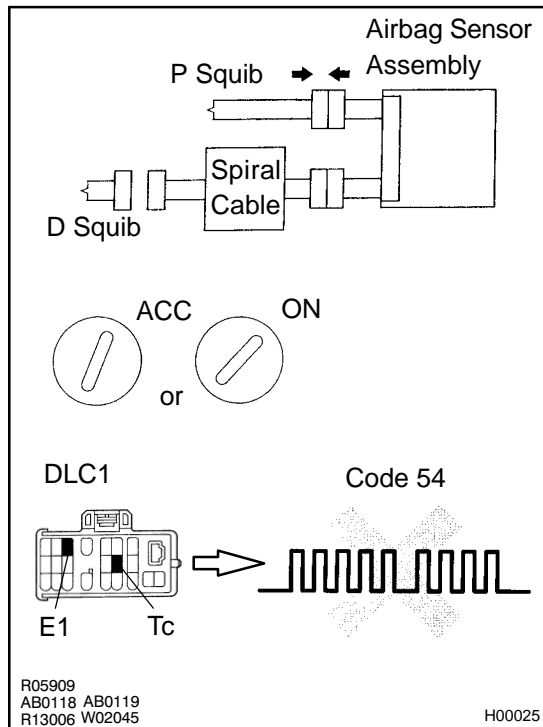 Airbag Sensor
Assembly
P Squib
Spiral
Cable
D Squib
ACC
ON
or
DLC1
Code 54
E1
Tc
R05909
AB0118 AB0119
R13006 W02045
H00025